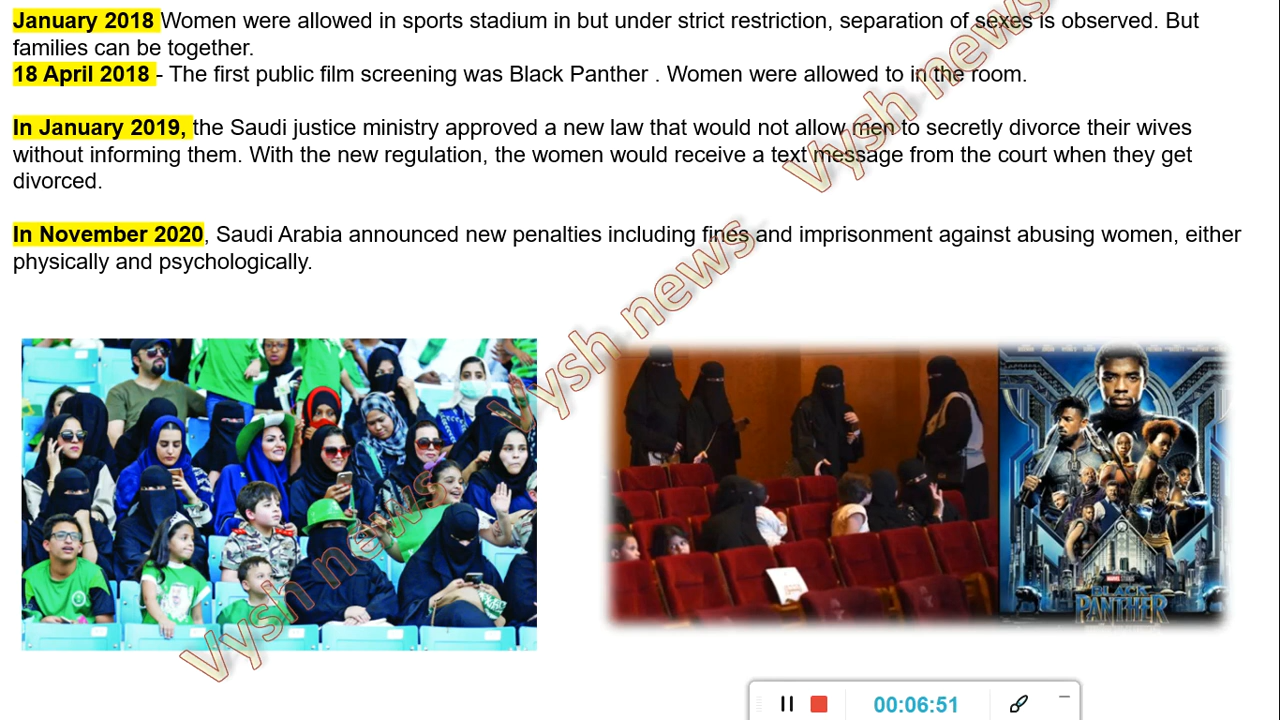 January 2018 Women were allowed in sports stadium in but under strict restriction, separation of sexes is observed. But
families can be together.
18 April 2018 - The first public film screening was Black Panther . Women were allowed to in the room.
In January 2019, the Saudi justice ministry approved a new law that would not allow men to secretly divorce their wives
without informing them. With the new regulation, the women would receive a text message from the court when they get
divorced.
In November 2020, Saudi Arabia announced new penalties including fines and imprisonment against abusing women, either
physically and psychologically.
Vysh news
Vysh news
Vysh news
MARVEL STUDIOS
BLACK
PANTHER
00:06:51